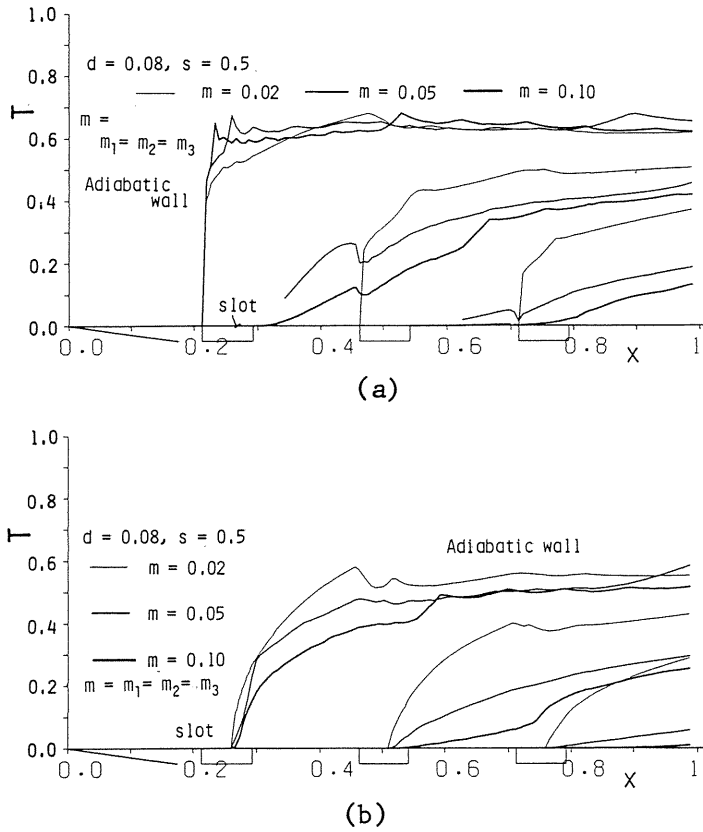 1.0
d = 0.08, s = 0.5
0.8
m = 0.02 m = 0.05 m = 0.10
T
m =
m₁= m₂= m₃
0.6
Adiabatic
wall
0.4
0.2
slot
0.0
0.0 0.2 0.4 0.6 0.8 1
X
(a)
1.0
0.8
T
d = 0.08, s = 0.5
Adiabatic wall
0.6
m = 0.02
m = 0.05
0.4
m = 0.10
0.2
m = m₁= m₂= m₃
slot
0.0
0.0 0.2 0.4 0.6 0.8 1
X
(b)